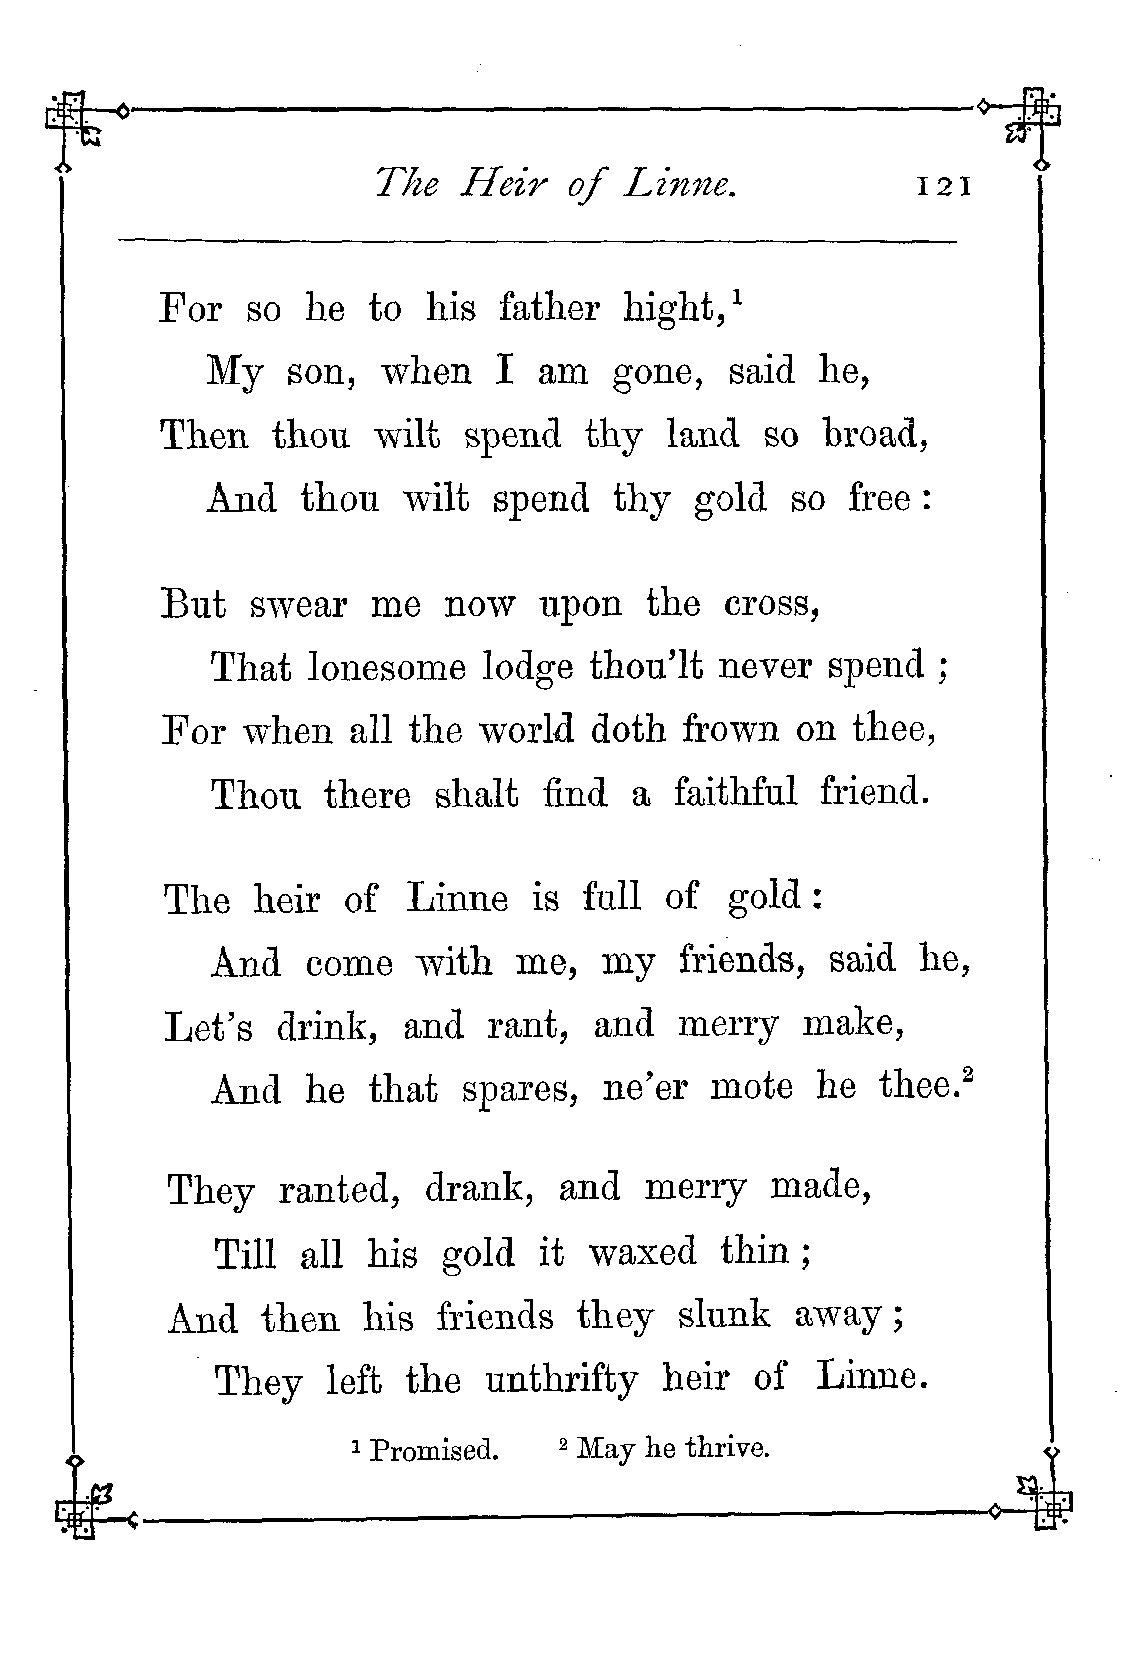 The Heir of Linne. 121
For so he to his father hight,¹
My son, when I am gone, said he,
Then thou wilt spend thy land so broad,
And thou wilt spend thy gold so free :
But swear me now upon the cross,
That lonesome lodge thou'lt never spend ;
For when all the world doth frown on thee,
Thou there shalt find a faithful friend.
The heir of Linne is full of gold :
And come with me, my friends, said he,
Let's drink, and rant, and merry make,
And he that spares, ne'er mote he thee.²
They ranted, drank, and merry made,
Till all his gold it waxed thin ;
And then his friends they slunk away ;
They left the unthrifty heir of Linne.
¹ Promised. ² May he thrive.